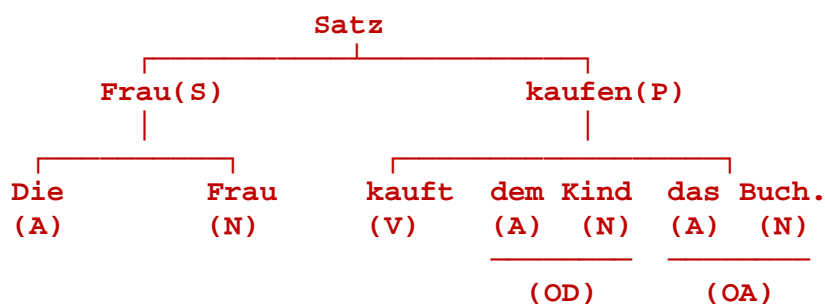 Satz
Frau(S) kaufen(P)
Die Frau kauft dem Kind das Buch.
(A) (N) (V) (A) (N) (A) (N)
(OD) (OA)